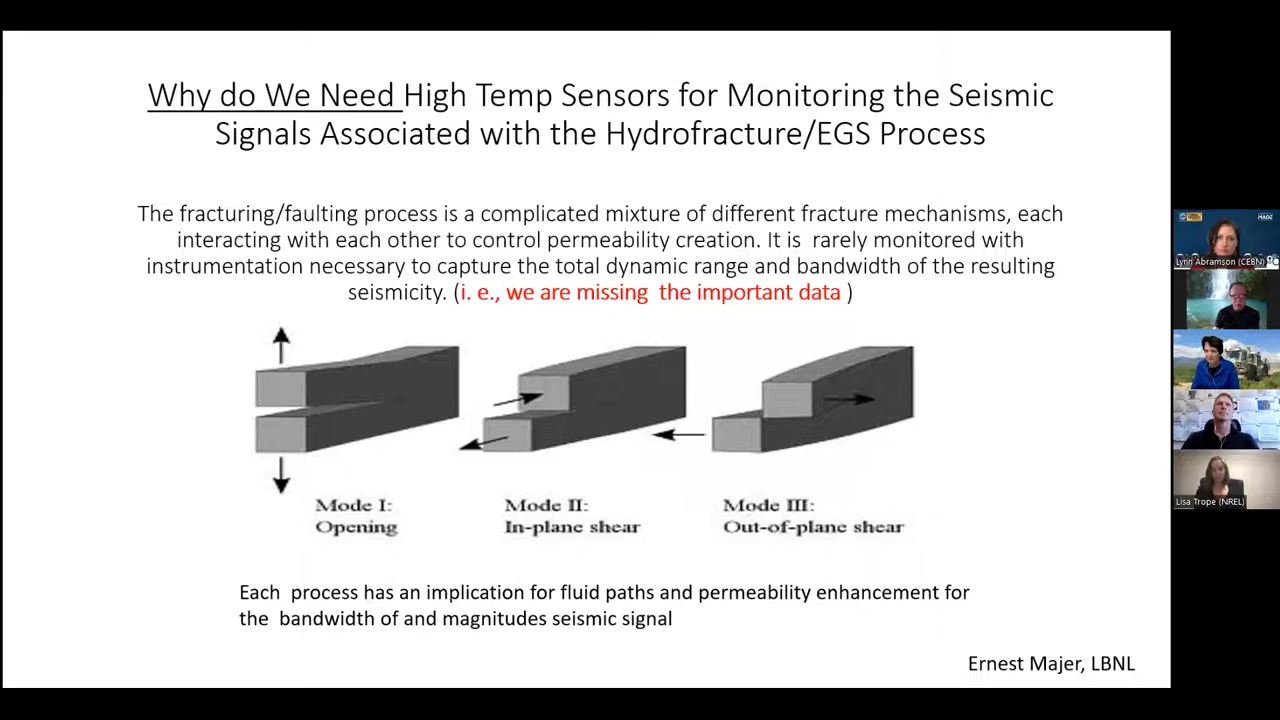 Why do We Need High Temp Sensors for Monitoring the Seismic
Signals Associated with the Hydrofracture/EGS Process
The fracturing/faulting process is a complicated mixture of different fracture mechanisms, each
interacting with each other to control permeability creation. It is rarely monitored with
instrumentation necessary to capture the total dynamic range and bandwidth of the resulting
seismicity. (i. e., we are missing the important data )
Mode I:
Opening
Mode II:
In-plane shear
Mode III:
Out-of-plane shear
Each process has an implication for fluid paths and permeability enhancement for
the bandwidth of and magnitudes seismic signal
Ernest Majer, LBNL
MADE
Lynn Abramson (CEBN)
Lisa Trope (NREL)